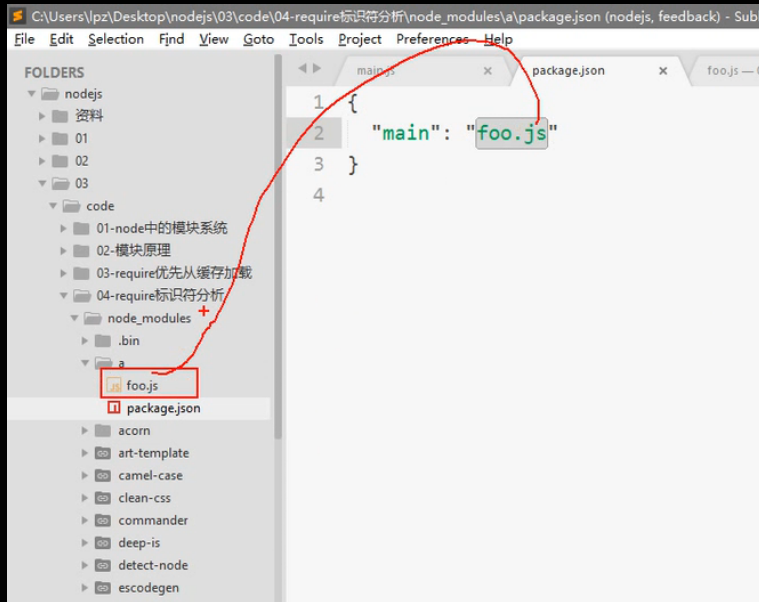 C:\Users\lpz\Desktop\nodejs\03\code\04-require标识符分析\node_modules\a\package.json (nodejs, feedback) - Sub
File Edit Selection Find View Goto Tools Project Preferences Help
FOLDERS
nodejs
资料
01
02
03
code
01-node中的模块系统
02-模块原理
03-require优先从缓存加载
04-require标识符分析
node_modules
.bin
a
foo.js
package.json
acorn
art-template
camel-case
clean-css
commander
deep-is
detect-node
escodegen
main.js × package.json × foo.js —
1 {
2 "main": "foo.js"
3 }
4